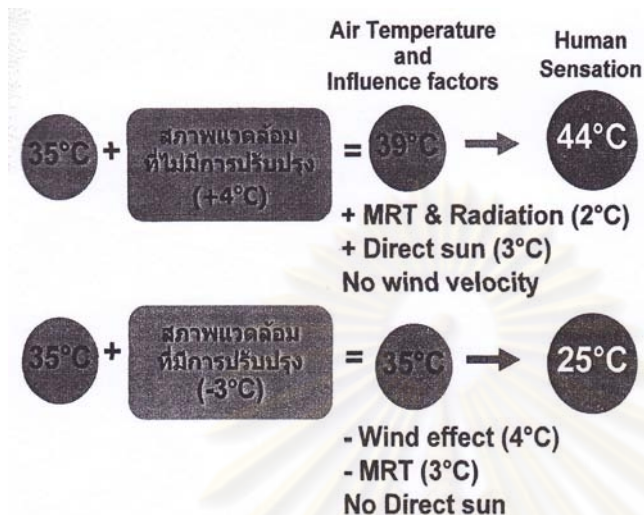 Air Temperature
and
Influence factors
Human
Sensation
35°C + สภาพแวดล้อม
ที่ไม่มีการปรับปรุง
(+4°C)
= 39°C 44°C
+ MRT & Radiation (2°C)
+ Direct sun (3°C)
No wind velocity
35°C + สภาพแวดล้อม
ที่มีการปรับปรุง
(-3°C)
= 35°C 25°C
- Wind effect (4°C)
- MRT (3°C)
No Direct sun